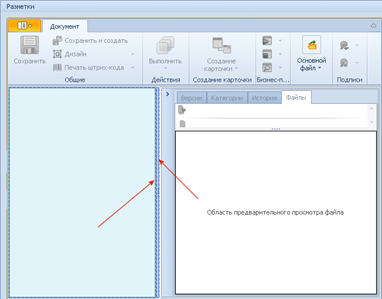 Разметки
Документ
Сохранить
Сохранить и создать
Дизайн
Печать штрих-кода
Общие
Выполнить
Действия
Создание карточки
Создание карточки
Бизнес-п...
Основной файл
Подписи
Версии Категории История Файлы
Область предварительного просмотра файла